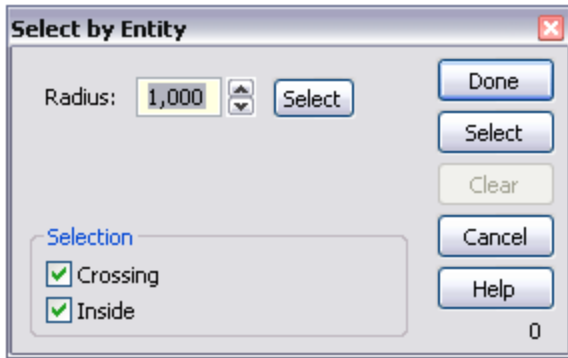 Select by Entity
Radius: 1,000 Select
Done
Select
Clear
Selection
Crossing
Inside
Cancel
Help
0